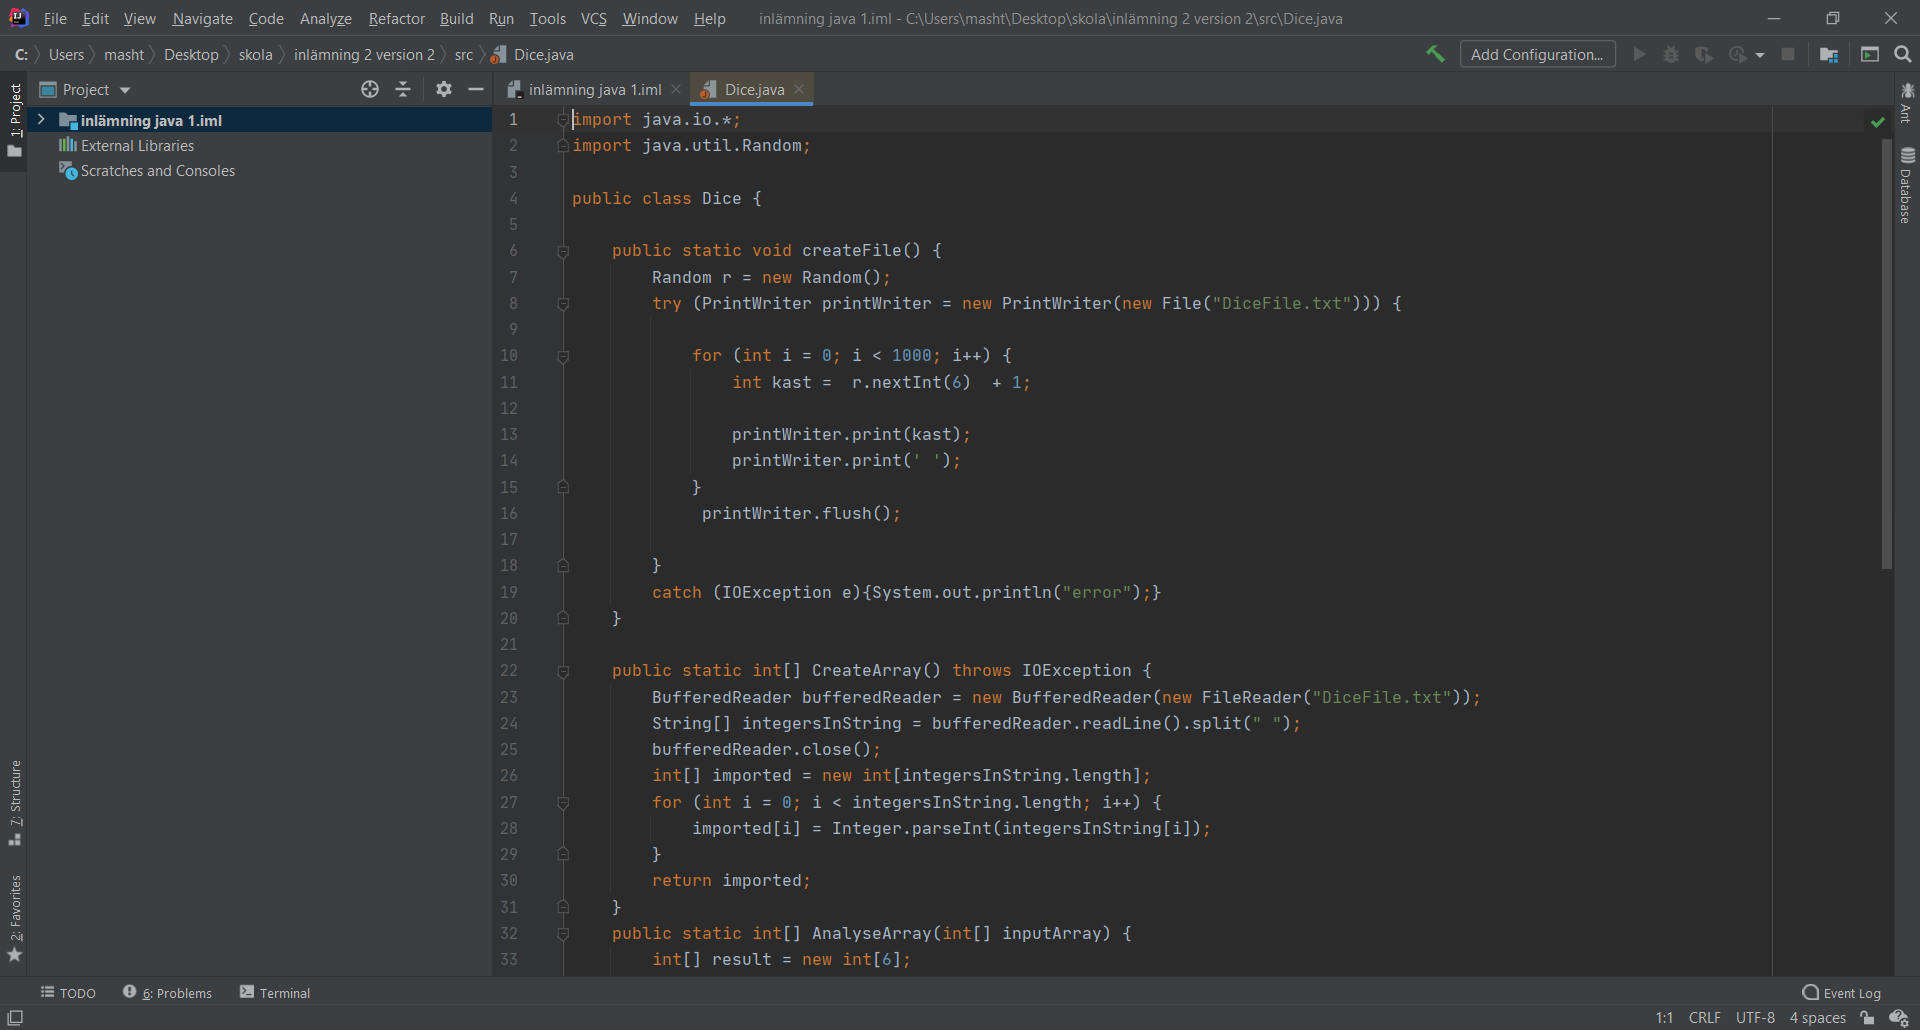 File Edit View Navigate Code Analyze Refactor Build Run Tools VCS Window Help inlämning java 1.iml - C:\Users\masht\Desktop\skola\inlämning 2 version 2\src\Dice.java
C: Users masht Desktop skola inlämning 2 version 2 src Dice.java Add Configuration...
1: Project
Project
inlämning java 1.iml
External Libraries
Scratches and Consoles
7: Structure
2: Favorites
inlämning java 1.iml Dice.java
1 import java.io.*;
2 import java.util.Random;
3
4 public class Dice {
5
6 public static void createFile() {
7 Random r = new Random();
8 try (PrintWriter printWriter = new PrintWriter(new File("DiceFile.txt"))) {
9
10 for (int i = 0; i < 1000; i++) {
11 int kast =  r.nextInt(6)  + 1;
12
13 printWriter.print(kast);
14 printWriter.print(' ');
15 }
16 printWriter.flush();
17
18 }
19 catch (IOException e){System.out.println("error");}
20 }
21
22 public static int[] CreateArray() throws IOException {
23 BufferedReader bufferedReader = new BufferedReader(new FileReader("DiceFile.txt"));
24 String[] integersInString = bufferedReader.readLine().split(" ");
25 bufferedReader.close();
26 int[] imported = new int[integersInString.length];
27 for (int i = 0; i < integersInString.length; i++) {
28 imported[i] = Integer.parseInt(integersInString[i]);
29 }
30 return imported;
31 }
32 public static int[] AnalyseArray(int[] inputArray) {
33 int[] result = new int[6];
Ant
Database
TODO 6: Problems Terminal Event Log
1:1 CRLF UTF-8 4 spaces